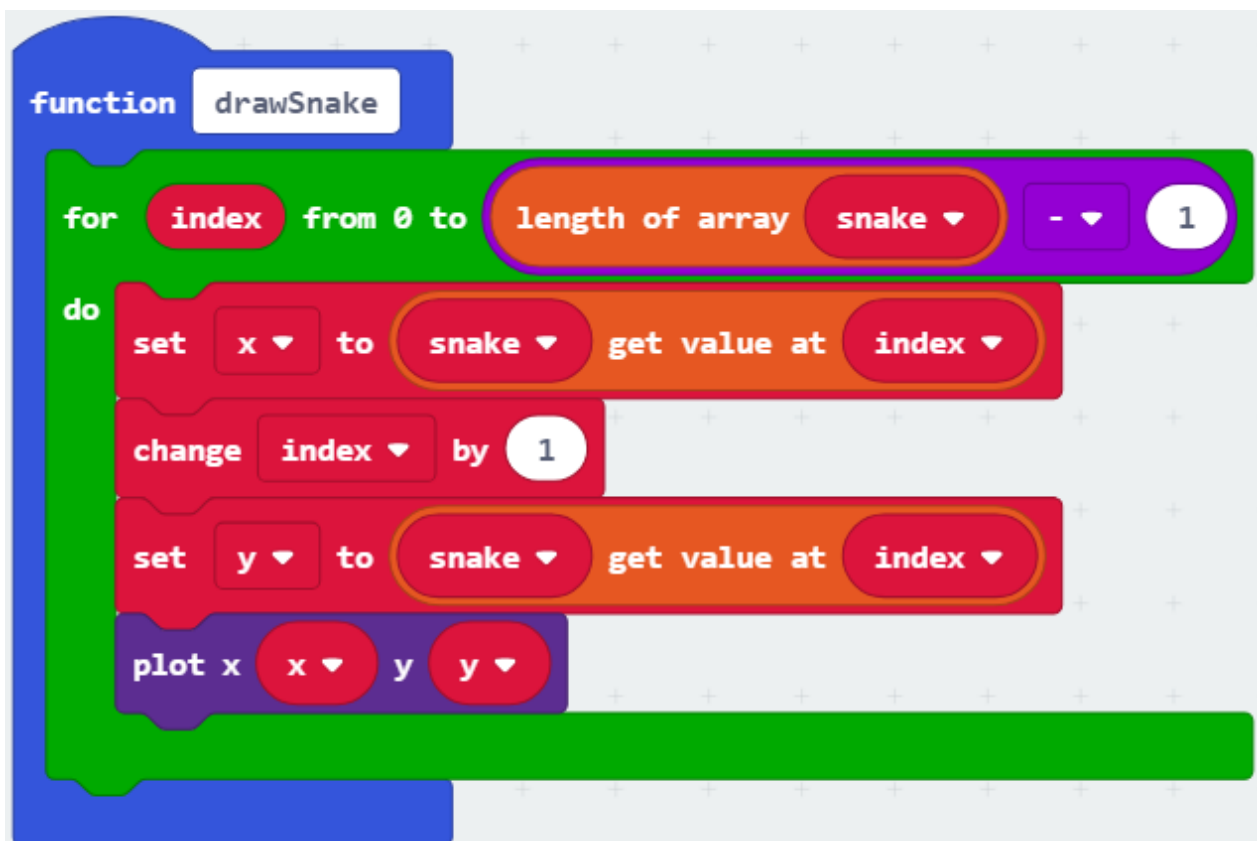 function drawSnake
for index from 0 to length of array snake - 1
do
set x to snake get value at index
change index by 1
set y to snake get value at index
plot x x y y